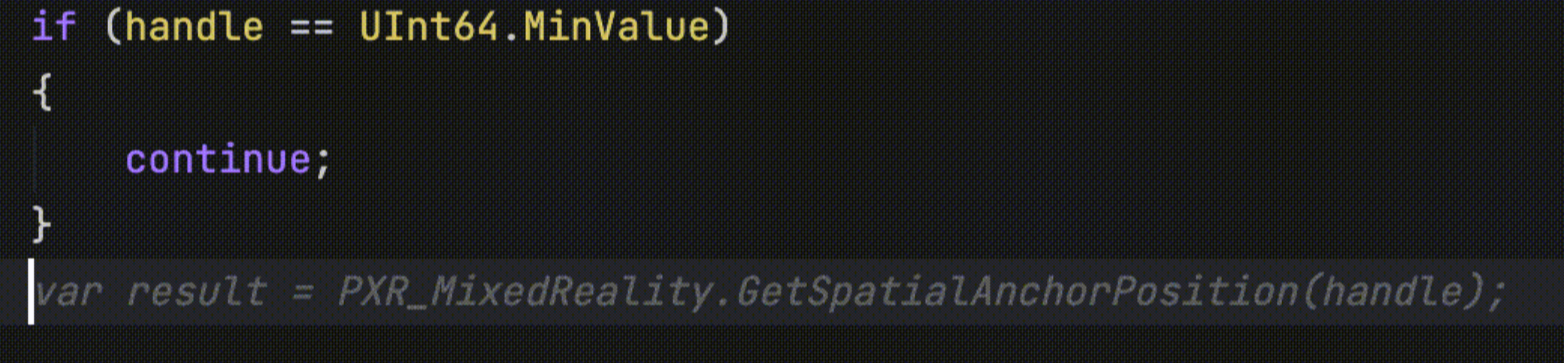 if (handle == UInt64.MinValue)
{
    continue;
}
var result = PXR_MixedReality.GetSpatialAnchorPosition(handle);